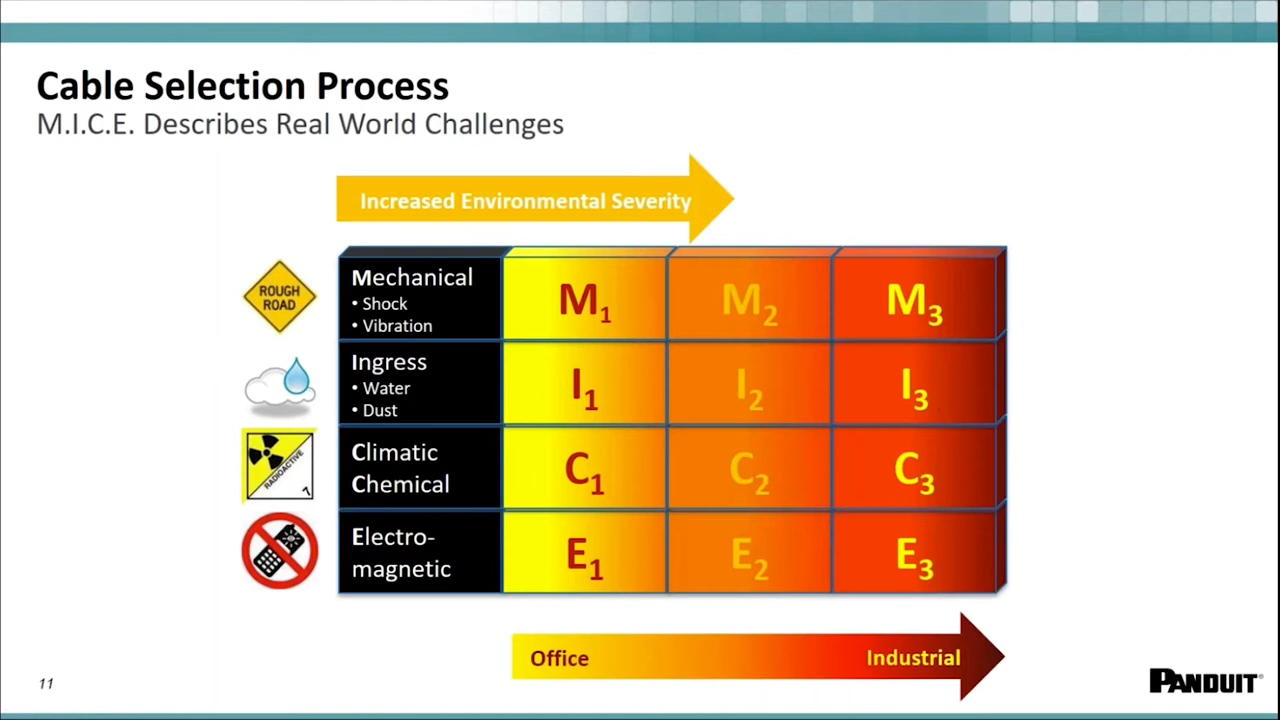 Cable Selection Process
M.I.C.E. Describes Real World Challenges
Increased Environmental Severity
ROUGH
ROAD
Mechanical
• Shock
• Vibration
M1
M2
M3
Ingress
• Water
• Dust
I1
I2
I3
RADIOACTIVE
7
Climatic
Chemical
C1
C2
C3
Electro-
magnetic
E1
E2
E3
Office
Industrial
11
PANDUIT®